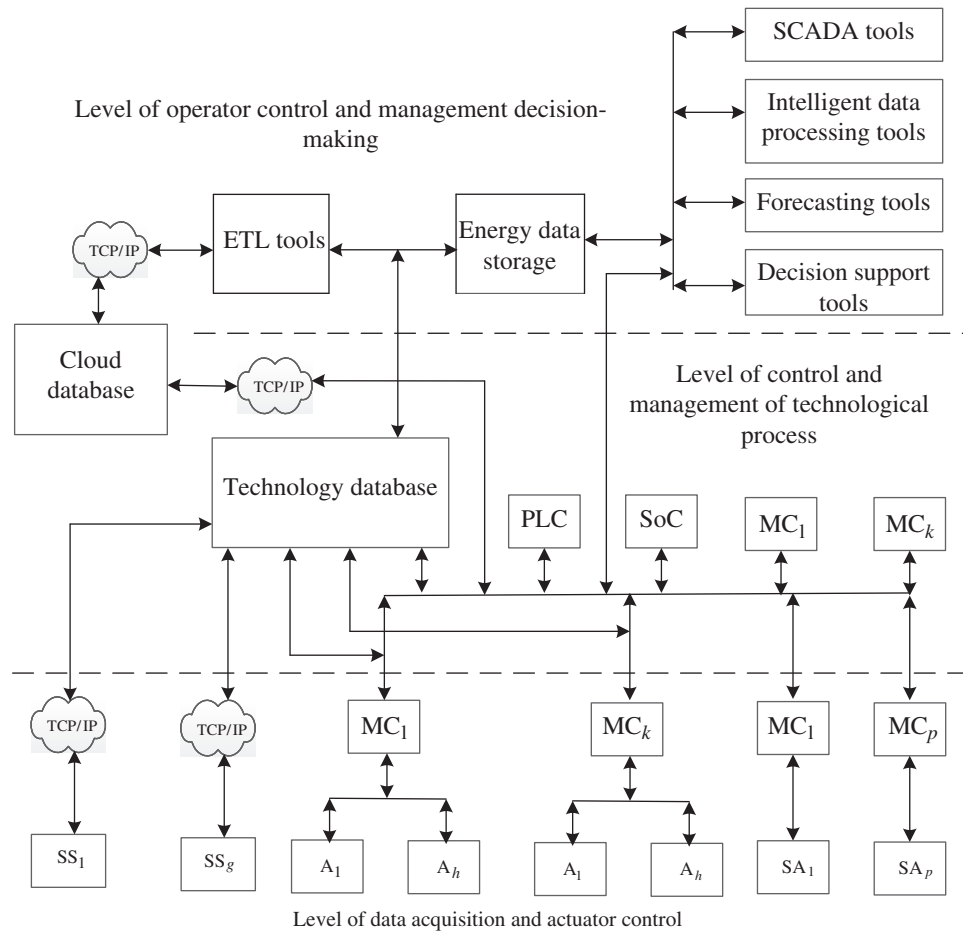 SCADA tools
Level of operator control and management decision-
making
Intelligent data
processing tools
Forecasting tools
TCP/IP
ETL tools
Energy data
storage
Decision support
tools
Cloud
database
TCP/IP
Level of control and
management of technological
process
Technology database
PLC
SoC
MC1
MCk
TCP/IP
TCP/IP
MC1
MCk
MC1
MCp
SS1
SSg
A1
Ah
A1
Ah
SA1
SAp
Level of data acquisition and actuator control